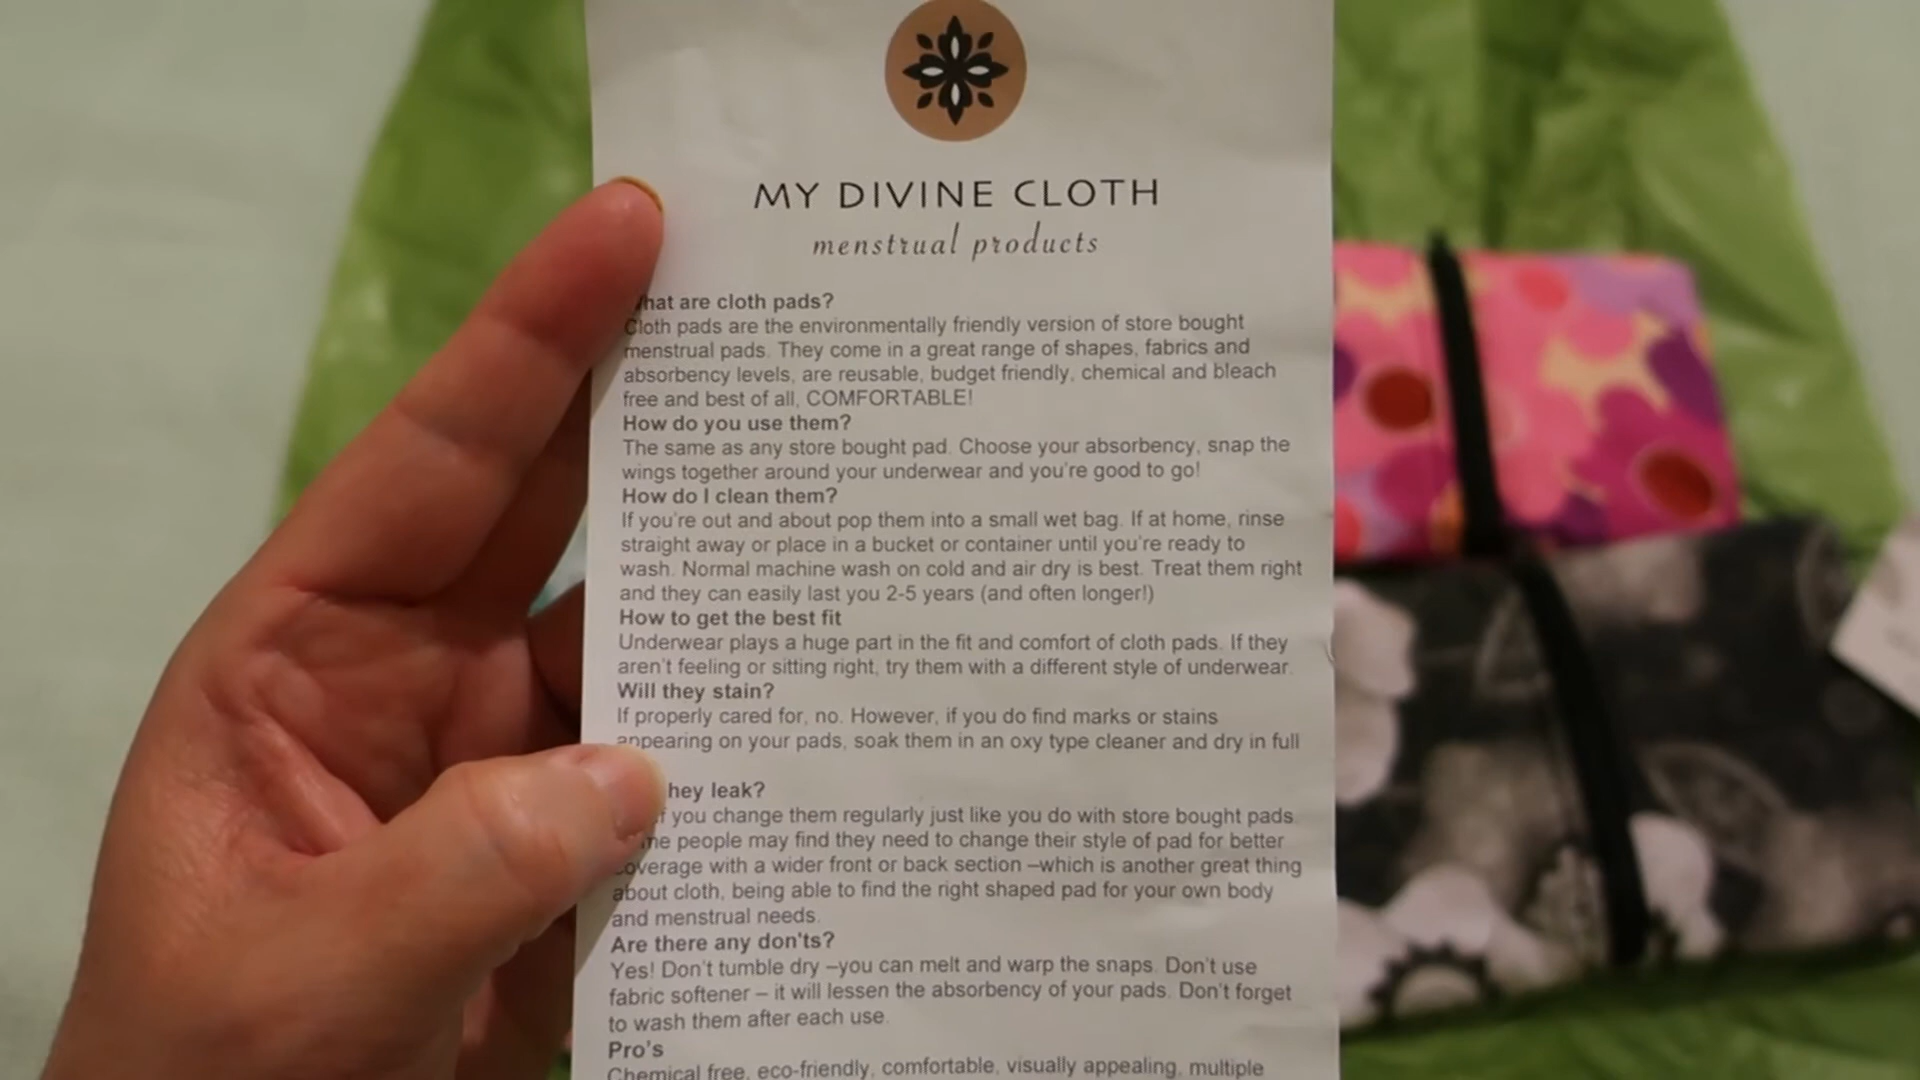 MY DIVINE CLOTH
menstrual products
hat are cloth pads?
Cloth pads are the environmentally friendly version of store bought
menstrual pads. They come in a great range of shapes, fabrics and
absorbency levels, are reusable, budget friendly, chemical and bleach
free and best of all, COMFORTABLE!
How do you use them?
The same as any store bought pad. Choose your absorbency, snap the
wings together around your underwear and you're good to go!
How do I clean them?
If you're out and about pop them into a small wet bag. If at home, rinse
straight away or place in a bucket or container until you're ready to
wash. Normal machine wash on cold and air dry is best. Treat them right
and they can easily last you 2-5 years (and often longer!)
How to get the best fit
Underwear plays a huge part in the fit and comfort of cloth pads. If they
aren't feeling or sitting right, try them with a different style of underwear.
Will they stain?
If properly cared for, no. However, if you do find marks or stains
appearing on your pads, soak them in an oxy type cleaner and dry in full
hey leak?
f you change them regularly just like you do with store bought pads.
me people may find they need to change their style of pad for better
coverage with a wider front or back section –which is another great thing
about cloth, being able to find the right shaped pad for your own body
and menstrual needs.
Are there any don'ts?
Yes! Don't tumble dry –you can melt and warp the snaps. Don't use
fabric softener – it will lessen the absorbency of your pads. Don't forget
to wash them after each use.
Pro's
Chemical free, eco-friendly, comfortable, visually appealing, multiple